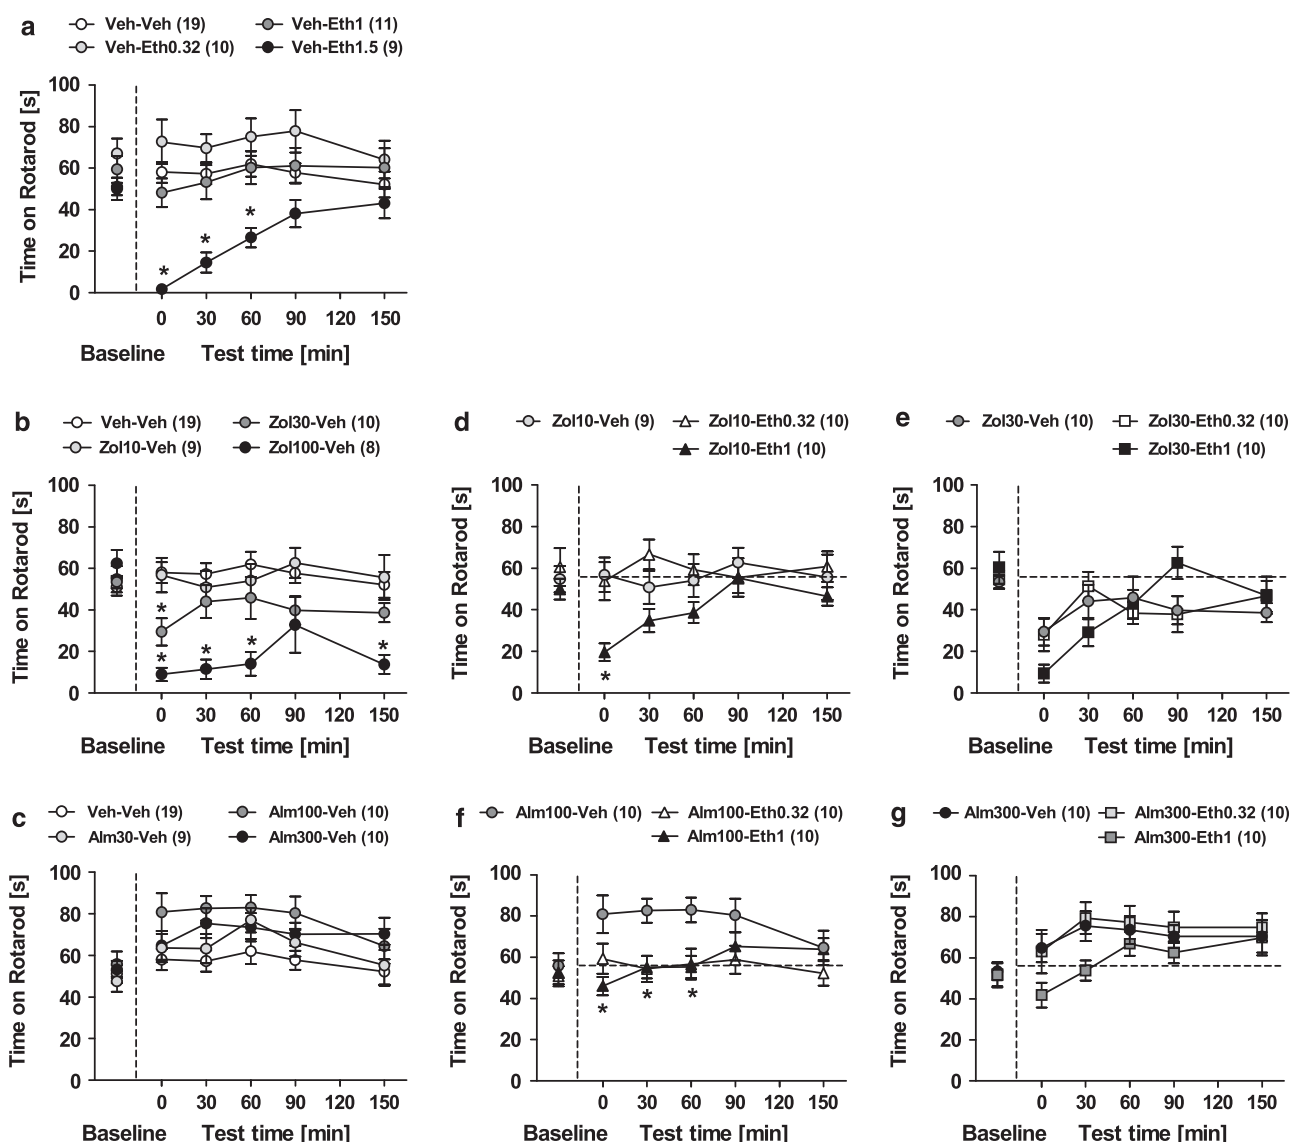 a
Veh-Veh (19)
Veh-Eth1 (11)
Veh-Eth0.32 (10)
Veh-Eth1.5 (9)
Time on Rotarod [s]
100
80
60
40
20
0
*
*
*
0 30 60 90 120 150
Baseline
Test time [min]
b
Veh-Veh (19)
Zol30-Veh (10)
Zol10-Veh (9)
Zol100-Veh (8)
Time on Rotarod [s]
100
80
60
40
20
0
*
*
*
*
*
0 30 60 90 120 150
Baseline
Test time [min]
d
Zol10-Veh (9)
Zol10-Eth0.32 (10)
Zol10-Eth1 (10)
Time on Rotarod [s]
100
80
60
40
20
0
*
0 30 60 90 120 150
Baseline
Test time [min]
e
Zol30-Veh (10)
Zol30-Eth0.32 (10)
Zol30-Eth1 (10)
Time on Rotarod [s]
100
80
60
40
20
0
0 30 60 90 120 150
Baseline
Test time [min]
c
Veh-Veh (19)
Alm100-Veh (10)
Alm30-Veh (9)
Alm300-Veh (10)
Time on Rotarod [s]
100
80
60
40
20
0
0 30 60 90 120 150
Baseline
Test time [min]
f
Alm100-Veh (10)
Alm100-Eth0.32 (10)
Alm100-Eth1 (10)
Time on Rotarod [s]
100
80
60
40
20
0
*
*
*
0 30 60 90 120 150
Baseline
Test time [min]
g
Alm300-Veh (10)
Alm300-Eth0.32 (10)
Alm300-Eth1 (10)
Time on Rotarod [s]
100
80
60
40
20
0
0 30 60 90 120 150
Baseline
Test time [min]